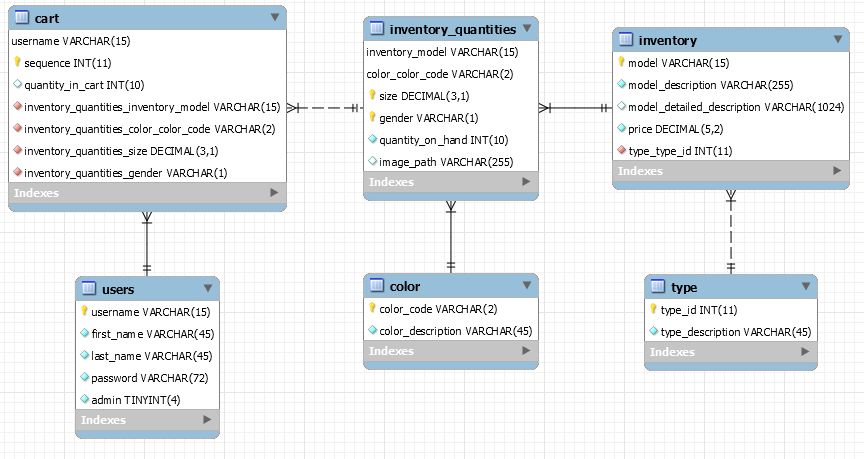 cart
username VARCHAR(15)
sequence INT(11)
quantity_in_cart INT(10)
inventory_quantities_inventory_model VARCHAR(15)
inventory_quantities_color_color_code VARCHAR(2)
inventory_quantities_size DECIMAL(3,1)
inventory_quantities_gender VARCHAR(1)
Indexes
inventory_quantities
inventory_model VARCHAR(15)
color_color_code VARCHAR(2)
size DECIMAL(3,1)
gender VARCHAR(1)
quantity_on_hand INT(10)
image_path VARCHAR(255)
Indexes
inventory
model VARCHAR(15)
model_description VARCHAR(255)
model_detailed_description VARCHAR(1024)
price DECIMAL(5,2)
type_type_id INT(11)
Indexes
users
username VARCHAR(15)
first_name VARCHAR(45)
last_name VARCHAR(45)
password VARCHAR(72)
admin TINYINT(4)
Indexes
color
color_code VARCHAR(2)
color_description VARCHAR(45)
Indexes
type
type_id INT(11)
type_description VARCHAR(45)
Indexes